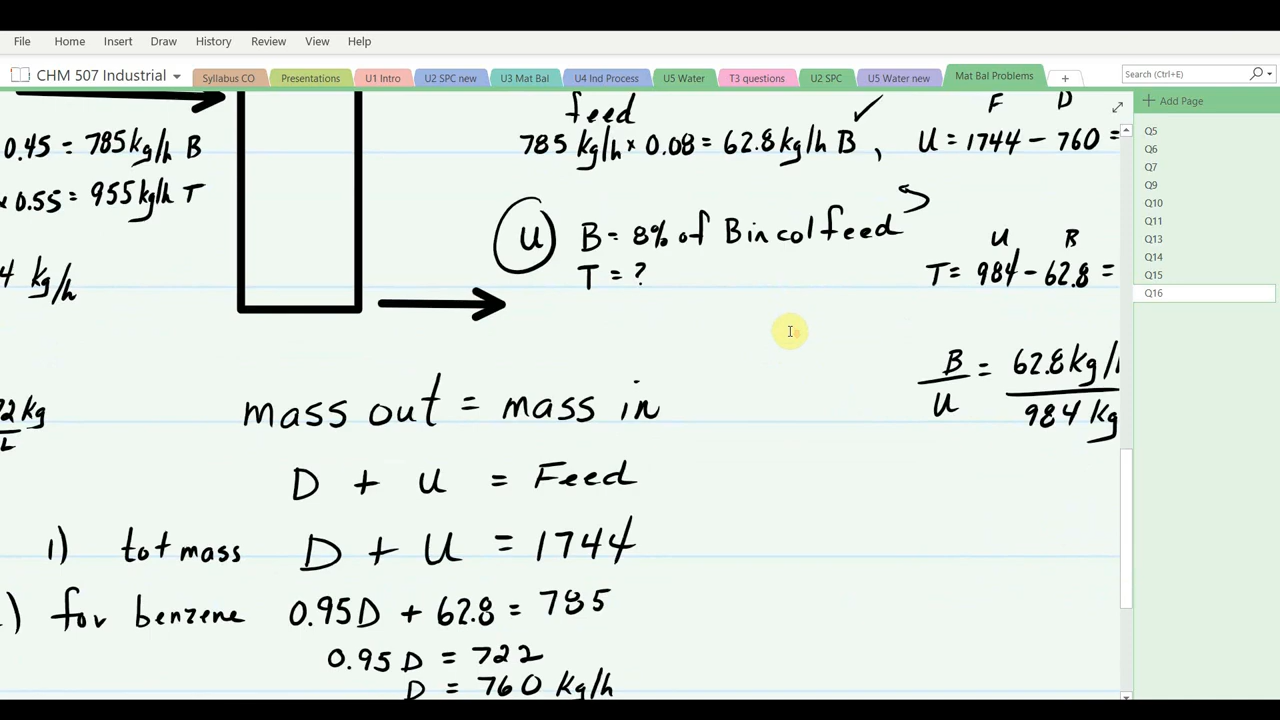 File Home Insert Draw History Review View Help
CHM 507 Industrial Syllabus CO Presentations U1 Intro U2 SPC new U3 Mat Bal U4 Ind Process U5 Water T3 questions U2 SPC U5 Water new Mat Bal Problems + Search (Ctrl+E)
+ Add Page
Q5
Q6
Q7
Q9
Q10
Q11
Q13
Q14
Q15
Q16
feed F D
0.45 = 785kg/h B 785 kg/h × 0.08 = 62.8 kg/h B , U = 1744 - 760 =
× 0.55 = 955kg/h T
U B = 8% of B in col feed U B
4 kg/h T = ? T = 984 - 62.8 =
B/U = 62.8 kg/h / 984 kg
72 kg
L
mass out = mass in
D + U = Feed
1) tot mass D + U = 1744
) for benzene 0.95D + 62.8 = 785
0.95 D = 722
D = 760 kg/h